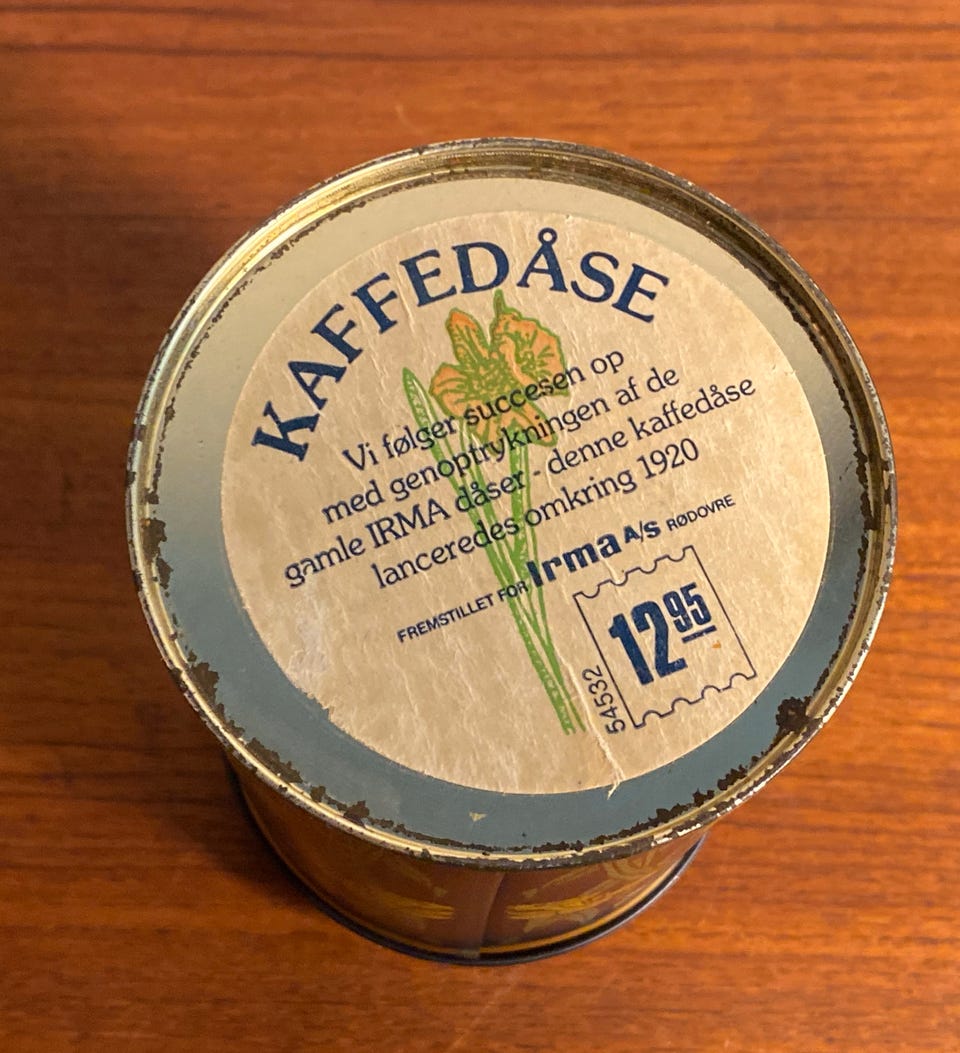 KAFFEDÅSE
Vi følger succesen op
med genoptrykningen af de
gamle IRMA dåser - denne kaffedåse
lanceredes omkring 1920
FREMSTILLET FOR Irma A/S RØDOVRE
12 95
54532